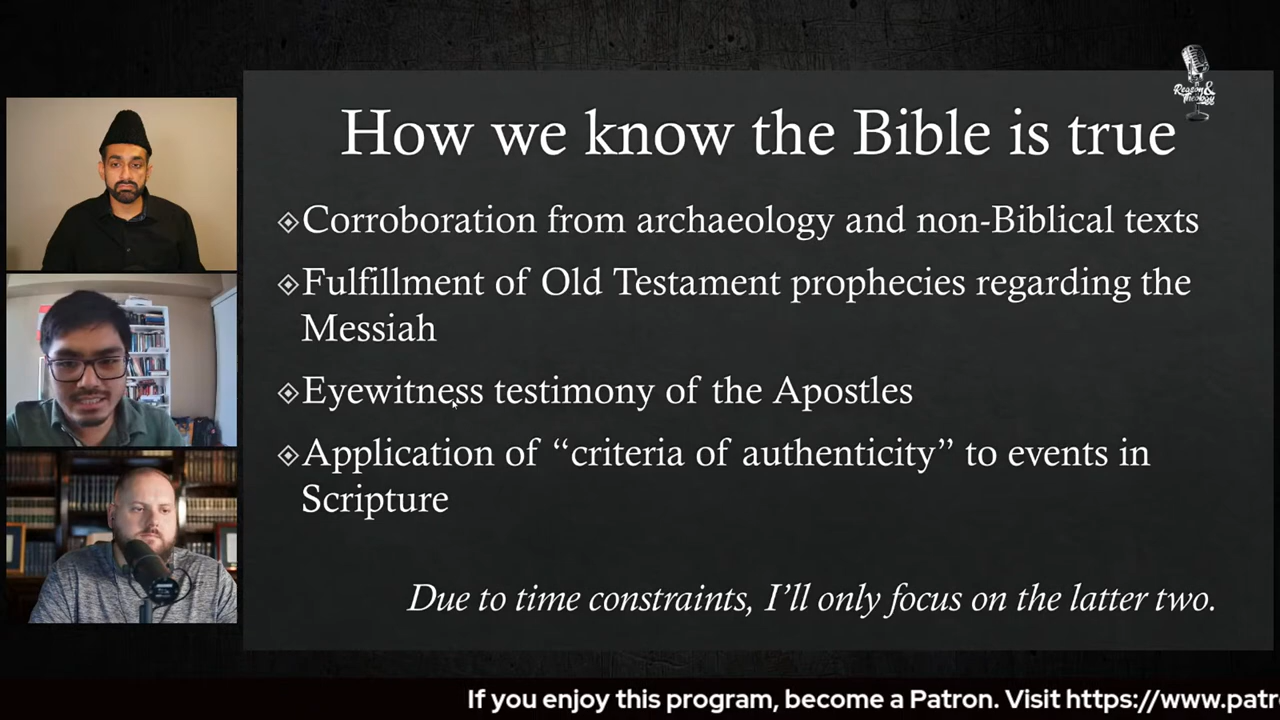 Reason &
Theology
How we know the Bible is true
Corroboration from archaeology and non-Biblical texts
Fulfillment of Old Testament prophecies regarding the
Messiah
Eyewitness testimony of the Apostles
Application of “criteria of authenticity” to events in
Scripture
Due to time constraints, I’ll only focus on the latter two.
If you enjoy this program, become a Patron. Visit https://www.patr